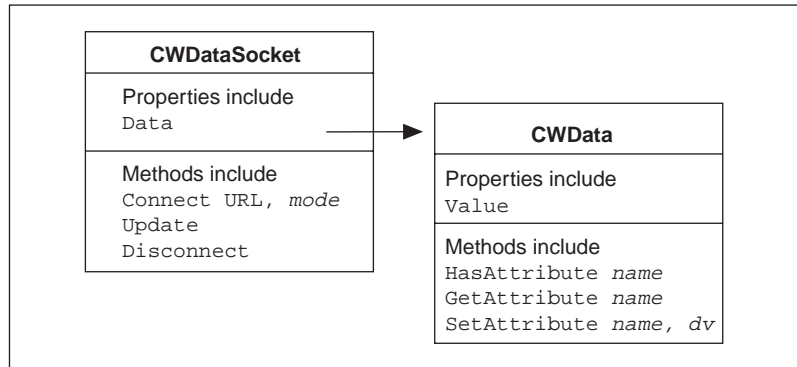 CWDataSocket
Properties include
Data
Methods include
Connect URL, mode
Update
Disconnect
CWData
Properties include
Value
Methods include
HasAttribute name
GetAttribute name
SetAttribute name, dv